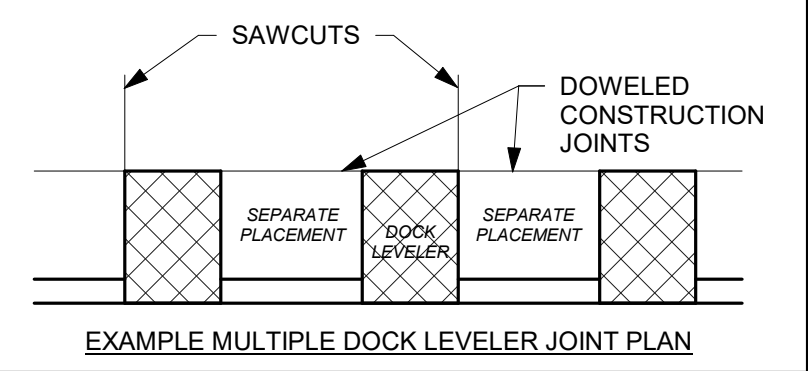 SAWCUTS
DOWELED
CONSTRUCTION
JOINTS
SEPARATE
PLACEMENT
DOCK
LEVELER
SEPARATE
PLACEMENT
EXAMPLE MULTIPLE DOCK LEVELER JOINT PLAN